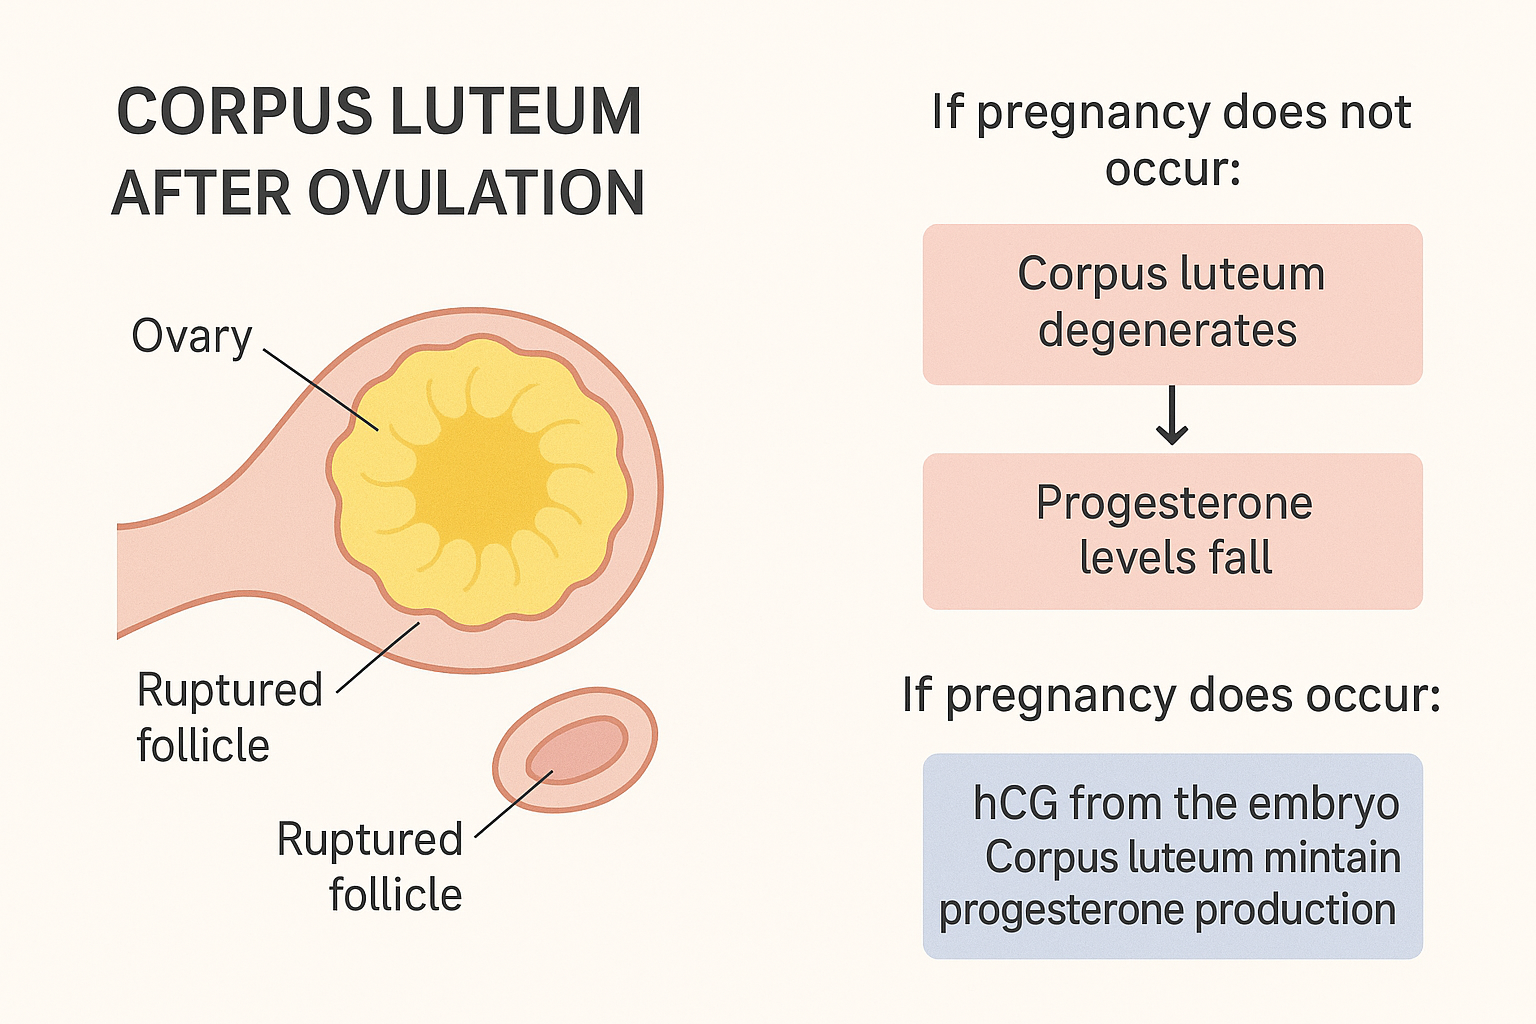 CORPUS LUTEUM
AFTER OVULATION
Ovary
Ruptured
follicle
Ruptured
follicle
If pregnancy does not
occur:
Corpus luteum
degenerates
Progesterone
levels fall
If pregnancy does occur:
hCG from the embryo
Corpus luteum mintain
progesterone production